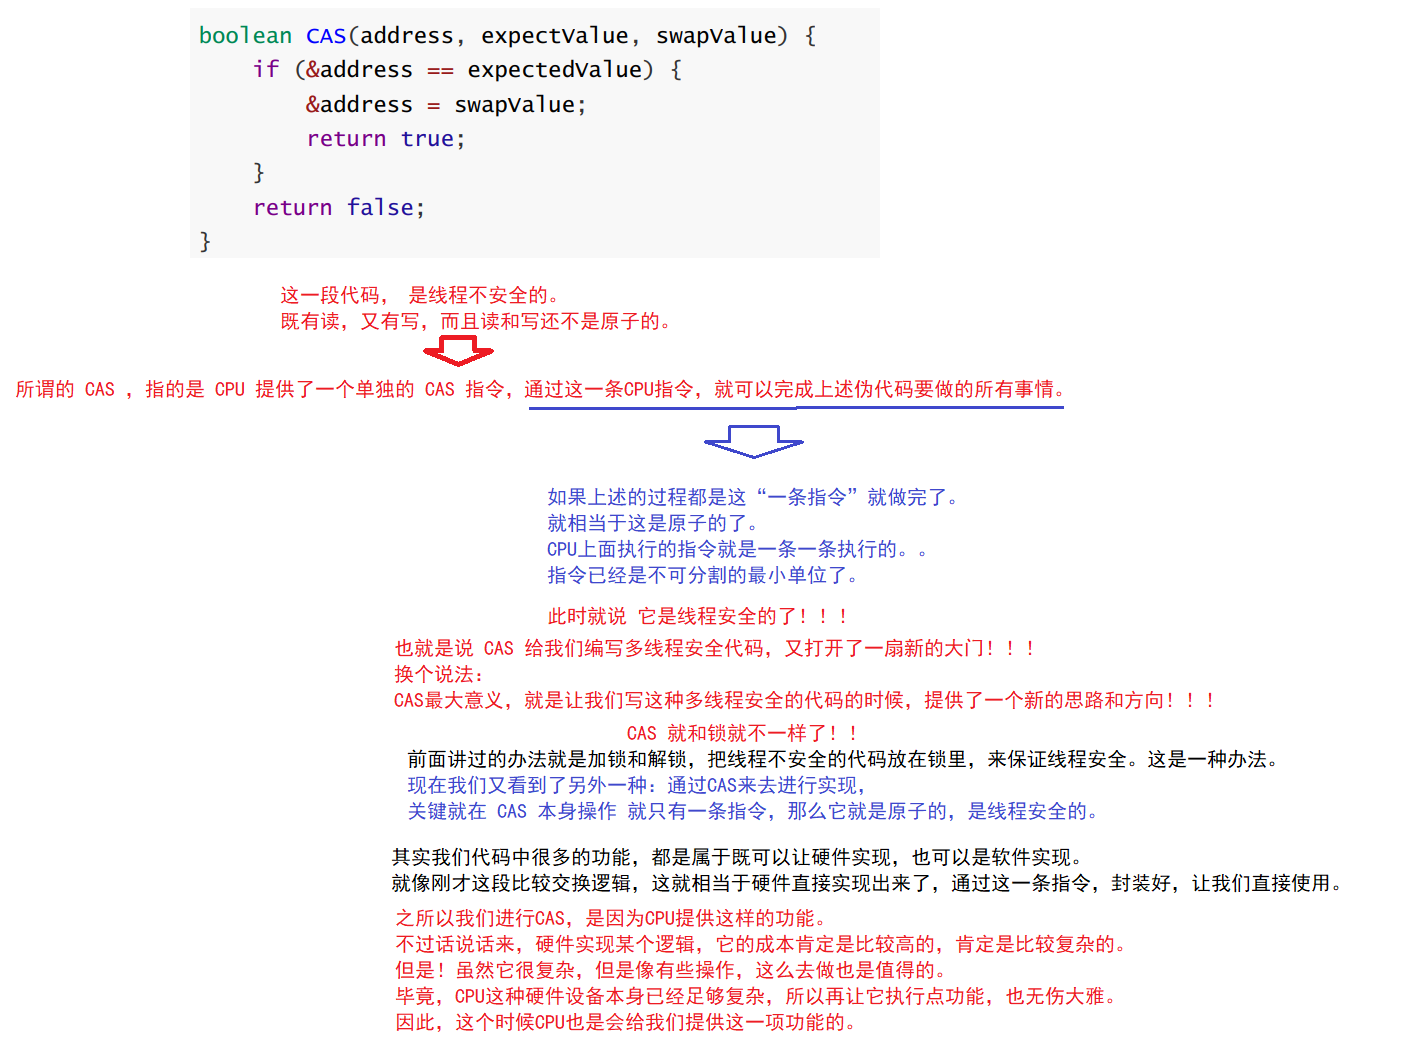 boolean CAS(address, expectValue, swapValue) {
    if (&address == expectedValue) {
        &address = swapValue;
        return true;
    }
    return false;
}
这一段代码， 是线程不安全的。
既有读，又有写，而且读和写还不是原子的。
所谓的 CAS ，指的是 CPU 提供了一个单独的 CAS 指令，通过这一条CPU指令，就可以完成上述伪代码要做的所有事情。
如果上述的过程都是这“一条指令”就做完了。
就相当于这是原子的了。
CPU上面执行的指令就是一条一条执行的。。
指令已经是不可分割的最小单位了。
此时就说 它是线程安全的了！！！
也就是说 CAS 给我们编写多线程安全代码，又打开了一扇新的大门！！！
换个说法：
CAS最大意义，就是让我们写这种多线程安全的代码的时候，提供了一个新的思路和方向！！！
CAS 就和锁就不一样了！！
前面讲过的办法就是加锁和解锁，把线程不安全的代码放在锁里，来保证线程安全。这是一种办法。
现在我们又看到了另外一种：通过CAS来去进行实现，
关键就在 CAS 本身操作 就只有一条指令，那么它就是原子的，是线程安全的。
其实我们代码中很多的功能，都是属于既可以让硬件实现，也可以是软件实现。
就像刚才这段比较交换逻辑，这就相当于硬件直接实现出来了，通过这一条指令，封装好，让我们直接使用。
之所以我们进行CAS，是因为CPU提供这样的功能。
不过话说话来，硬件实现某个逻辑，它的成本肯定是比较高的，肯定是比较复杂的。
但是！虽然它很复杂，但是像有些操作，这么去做也是值得的。
毕竟，CPU这种硬件设备本身已经足够复杂，所以再让它执行点功能，也无伤大雅。
因此，这个时候CPU也是会给我们提供这一项功能的。